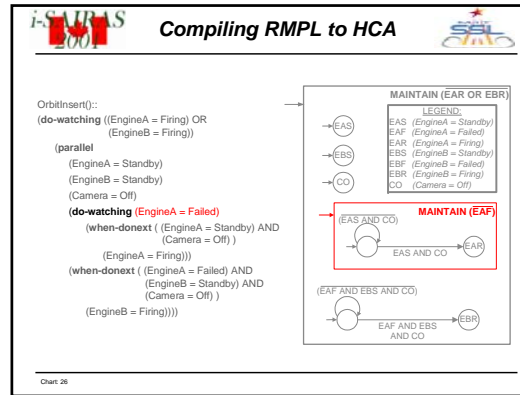 i-SAIRAS
2001
Compiling RMPL to HCA
SSL
OrbitInsert()::
(do-watching ((EngineA = Firing) OR
(EngineB = Firing))
(parallel
(EngineA = Standby)
(EngineB = Standby)
(Camera = Off)
(do-watching (EngineA = Failed)
(when-donext ( (EngineA = Standby) AND
(Camera = Off) )
(EngineA = Firing)))
(when-donext ( (EngineA = Failed) AND
(EngineB = Standby) AND
(Camera = Off) )
(EngineB = Firing))))
MAINTAIN (EAR OR EBR)
EAS
EBS
CO
LEGEND:
EAS (EngineA = Standby)
EAF (EngineA = Failed)
EAR (EngineA = Firing)
EBS (EngineB = Standby)
EBF (EngineB = Failed)
EBR (EngineB = Firing)
CO (Camera = Off)
MAINTAIN (EAF)
(EAS AND CO)
EAS AND CO
EAR
(EAF AND EBS AND CO)
EAF AND EBS
AND CO
EBR
Chart 26